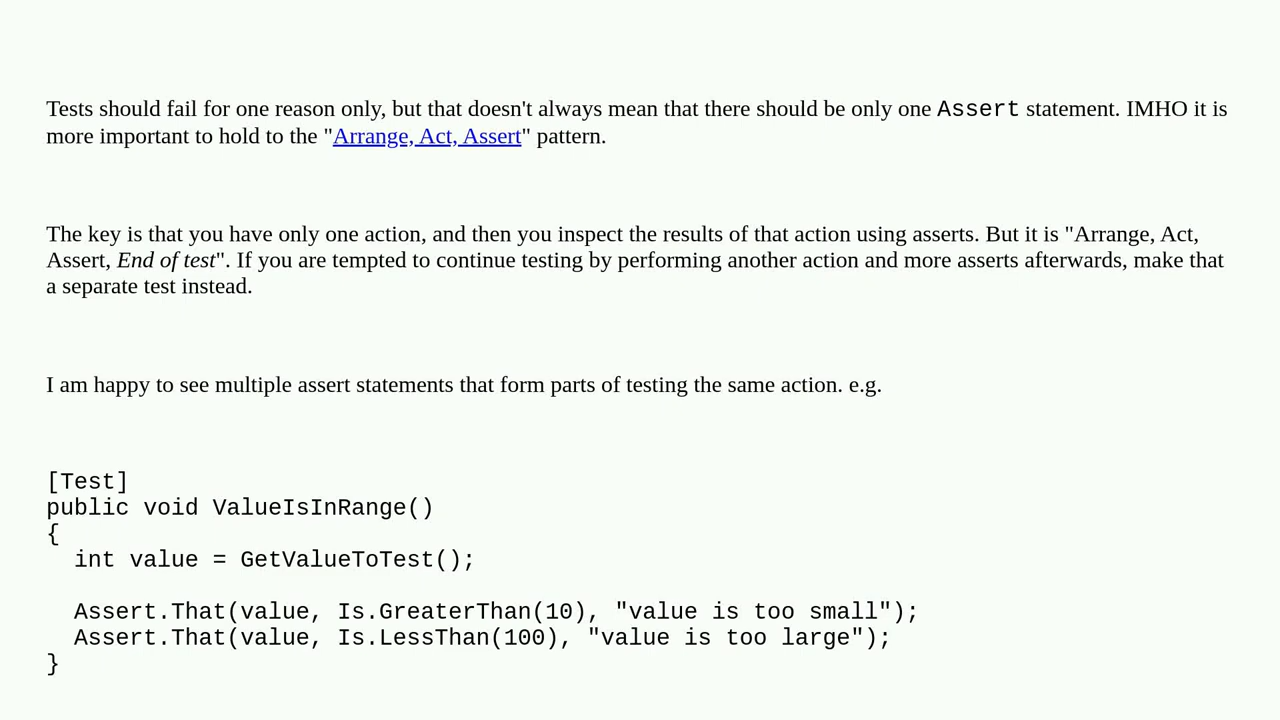 Tests should fail for one reason only, but that doesn't always mean that there should be only one Assert statement. IMHO it is
more important to hold to the "Arrange, Act, Assert" pattern.
The key is that you have only one action, and then you inspect the results of that action using asserts. But it is "Arrange, Act,
Assert, End of test". If you are tempted to continue testing by performing another action and more asserts afterwards, make that
a separate test instead.
I am happy to see multiple assert statements that form parts of testing the same action. e.g.
[Test]
public void ValueIsInRange()
{
  int value = GetValueToTest();
  Assert.That(value, Is.GreaterThan(10), "value is too small");
  Assert.That(value, Is.LessThan(100), "value is too large");
}